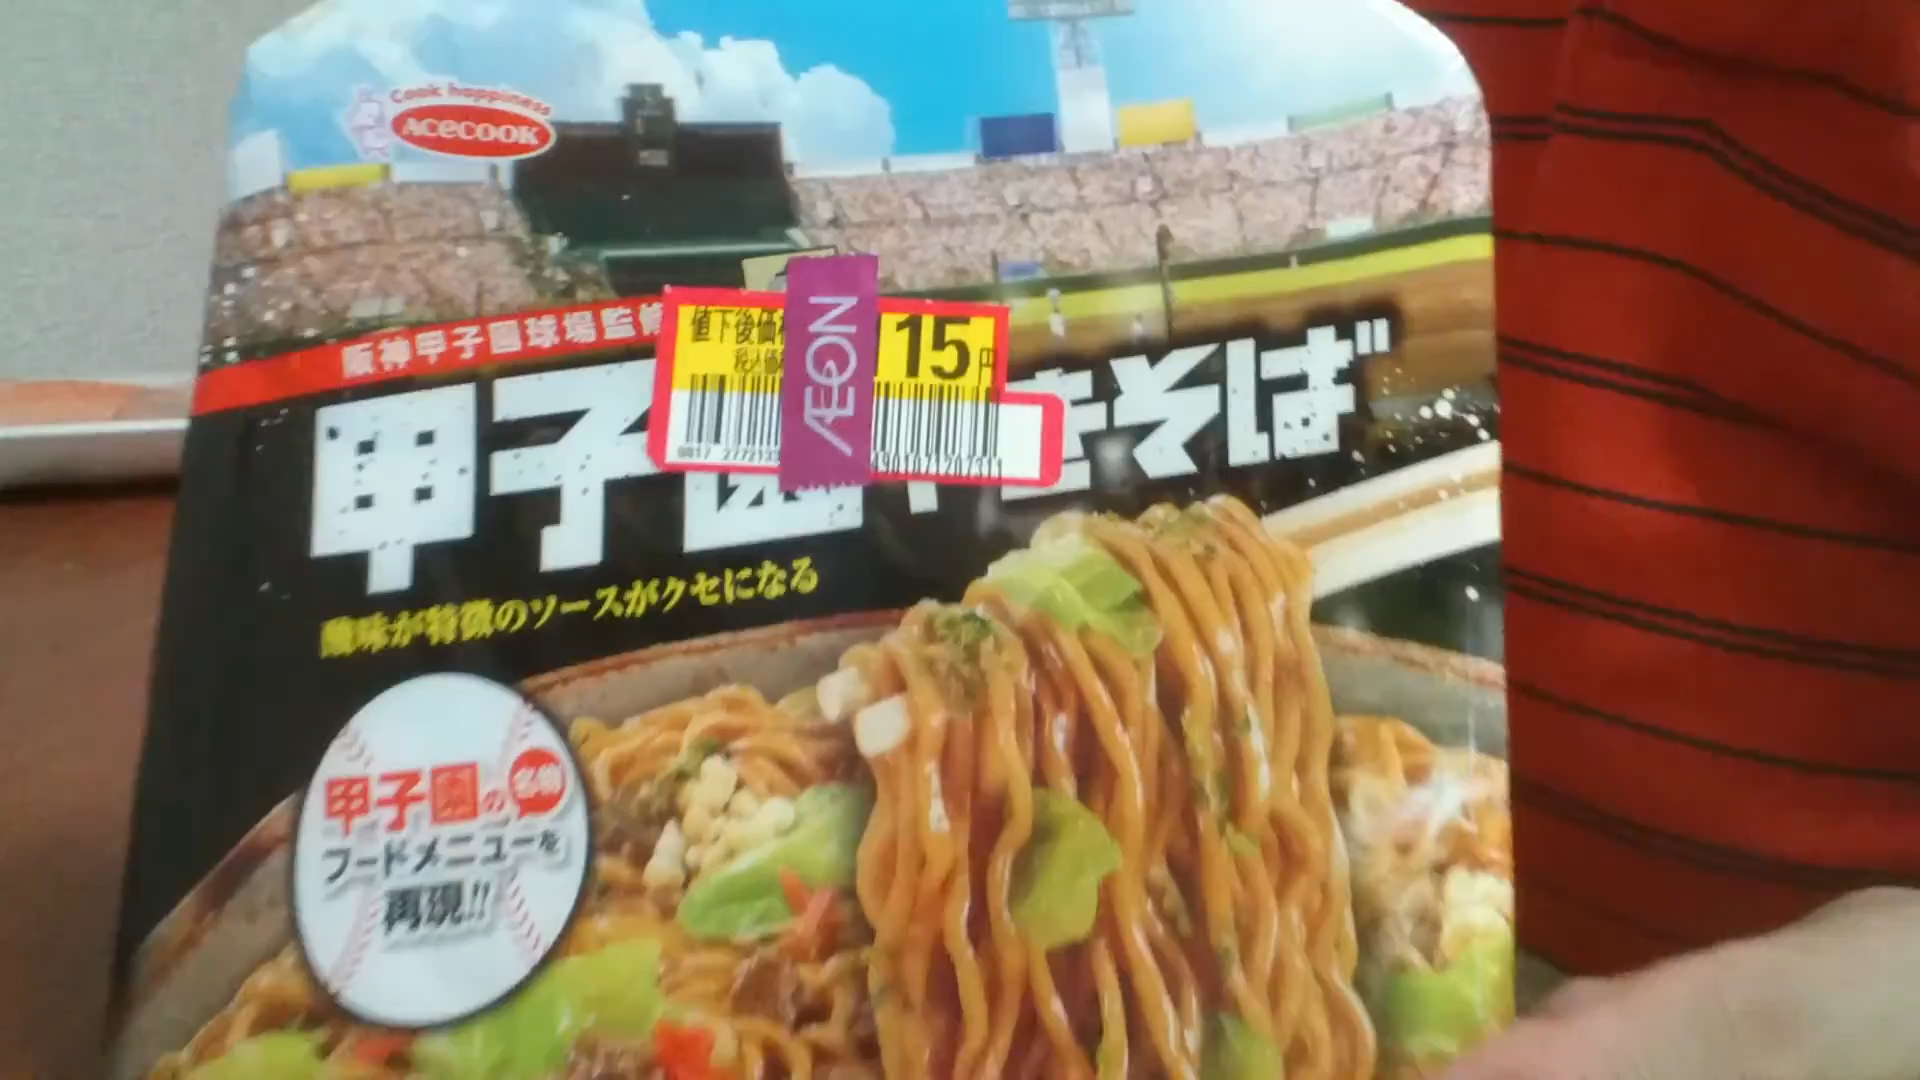 Cook happiness
ACECOOK
阪神甲子園球場監修
値下後価
税込価
115円
AEON
甲子園やきそば
酸味が特徴のソースがクセになる
甲子園の名物
フードメニューを
再現!!